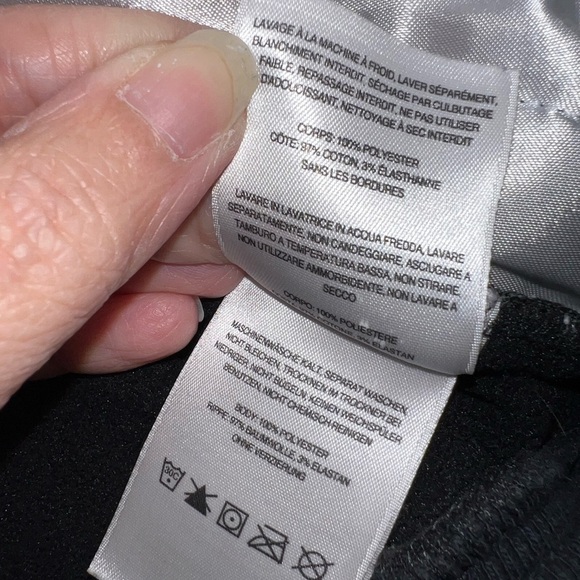 LAVAGE À LA MACHINE À FROID, LAVER SÉPARÉMENT,
BLANCHIMENT INTERDIT, SÉCHAGE PAR CULBUTAGE
FAIBLE, REPASSAGE INTERDIT, NE PAS UTILISER
D'ADOUCISSANT, NETTOYAGE À SEC INTERDIT
CORPS: 100% POLYESTER
CÔTE: 97% COTON, 3% ÉLASTHANNE
SANS LES BORDURES
LAVARE IN LAVATRICE IN ACQUA FREDDA, LAVARE
SEPARATAMENTE, NON CANDEGGIARE, ASCIUGARE A
TAMBURO A TEMPERATURA BASSA, NON STIRARE
NON UTILIZZARE AMMORBIDENTE, NON LAVARE A
SECCO
CORPO: 100% POLIESTERE
3% ELASTAN
MASCHINENWÄSCHE KALT, SEPARAT WASCHEN,
NICHT BLEICHEN, TROCKNEN IM TROCKNER BEI
NIEDRIGER, NICHT BÜGELN, KEINEN WEICHSPÜLER
BENUTZEN, NICHT CHEMISCH REINIGEN
BODY: 100% POLYESTER
RIPPE: 97% BAUMWOLLE, 3% ELASTAN
OHNE VERZIERUNG
30C